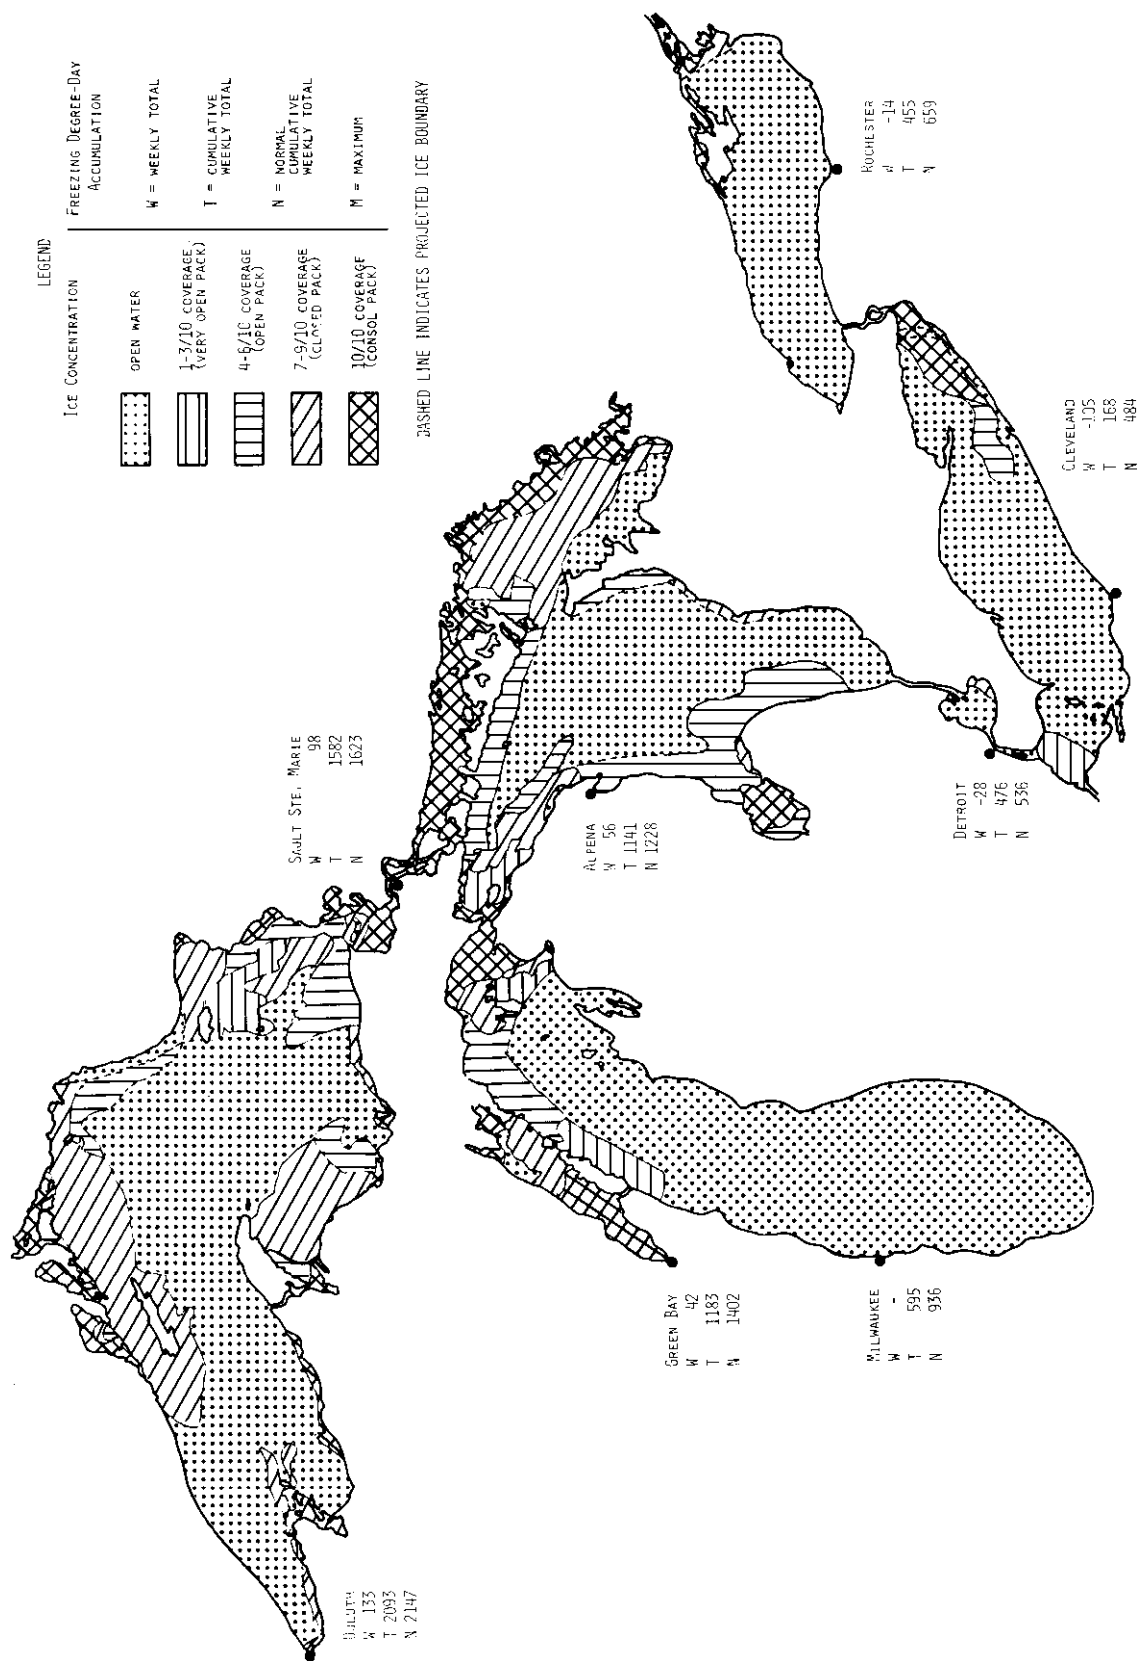 LEGEND
ICE CONCENTRATION
OPEN WATER
1-3/10 COVERAGE
(VERY OPEN PACK)
4-6/10 COVERAGE
(OPEN PACK)
7-9/10 COVERAGE
(CLOSED PACK)
10/10 COVERAGE
(CONSOL PACK)
FREEZING DEGREE-DAY
ACCUMULATION
W = WEEKLY TOTAL
T = CUMULATIVE
WEEKLY TOTAL
N = NORMAL
CUMULATIVE
WEEKLY TOTAL
M = MAXIMUM
DASHED LINE INDICATES PROJECTED ICE BOUNDARY
DULUTH
W 133
T 2093
N 2147
SAULT STE. MARIE
W 98
T 1582
N 1623
GREEN BAY
W 42
T 1183
N 1402
MILWAUKEE
W -
T 595
N 936
ALPENA
W 56
T 1141
N 1228
DETROIT
W -28
T 476
N 536
CLEVELAND
W -105
T 168
N 484
ROCHESTER
W -14
T 455
N 659